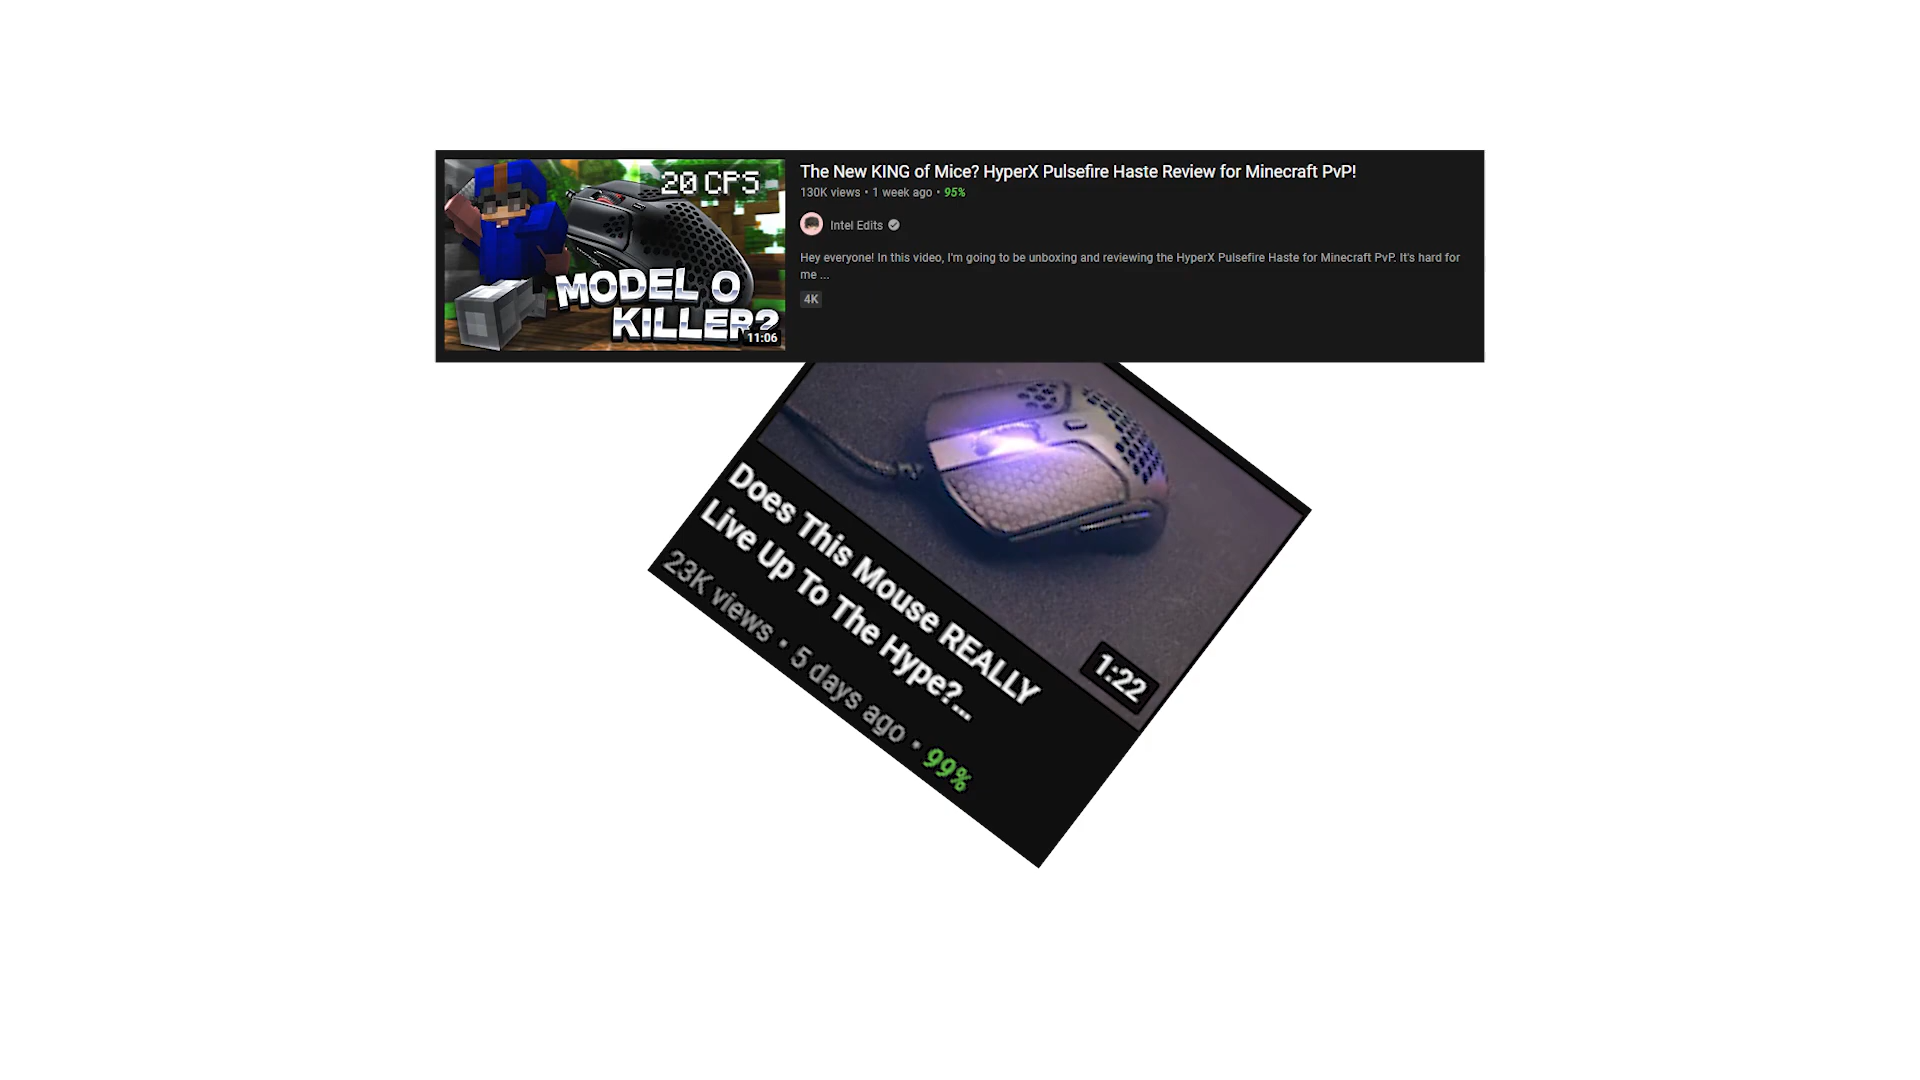 20 CPS
MODEL O
KILLER?
11:06
The New KING of Mice? HyperX Pulsefire Haste Review for Minecraft PvP!
130K views • 1 week ago • 95%
Intel Edits
Hey everyone! In this video, I'm going to be unboxing and reviewing the HyperX Pulsefire Haste for Minecraft PvP. It's hard for
me ...
4K
1:22
Does This Mouse REALLY
Live Up To The Hype?...
23K views • 5 days ago • 99%